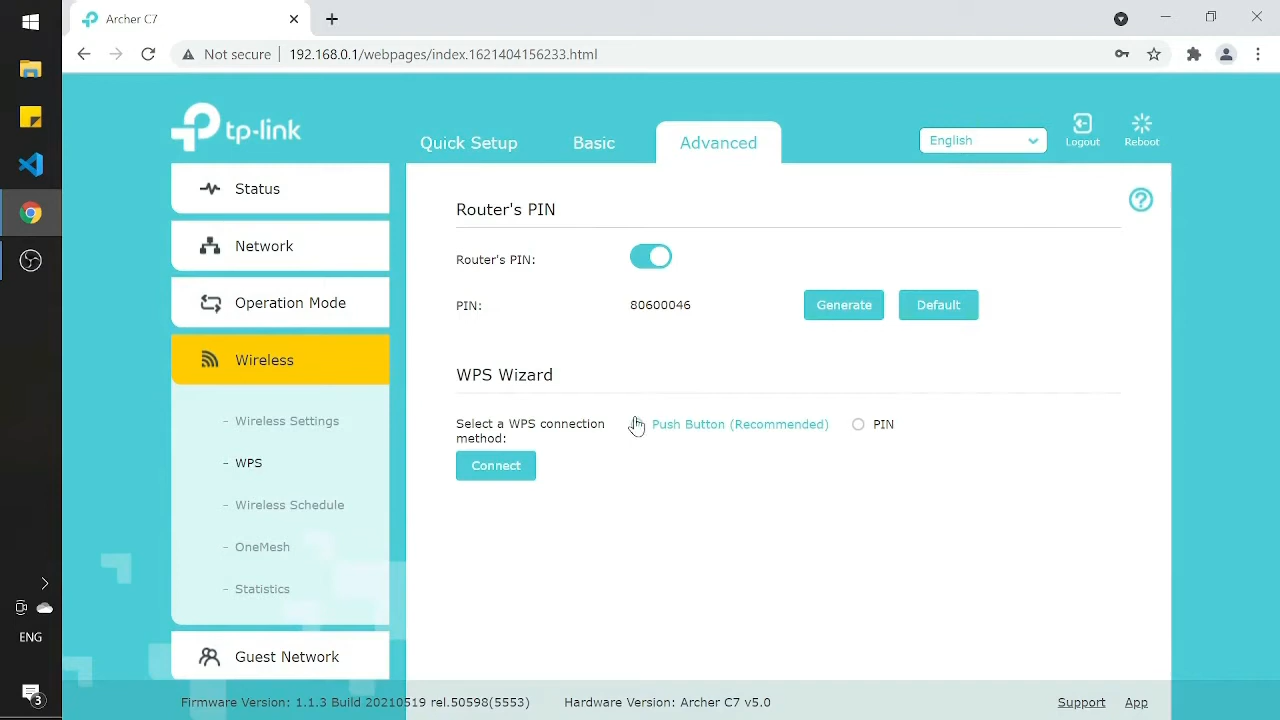 Archer C7
Not secure
192.168.0.1/webpages/index.1621404156233.html
tp-link
Quick Setup
Basic
Advanced
English
Logout
Reboot
Status
Network
Operation Mode
Wireless
- Wireless Settings
- WPS
- Wireless Schedule
- OneMesh
- Statistics
Guest Network
Router's PIN
Router's PIN:
PIN: 80600046
Generate
Default
WPS Wizard
Select a WPS connection
method:
Push Button (Recommended)
PIN
Connect
ENG
3
Firmware Version: 1.1.3 Build 20210519 rel.50598(5553)
Hardware Version: Archer C7 v5.0
Support
App